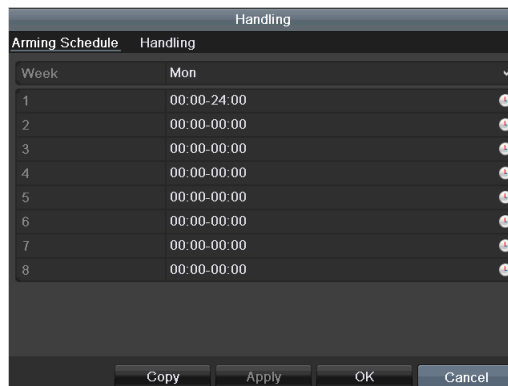 Handling
Arming Schedule Handling
Week Mon
1 00:00-24:00
2 00:00-00:00
3 00:00-00:00
4 00:00-00:00
5 00:00-00:00
6 00:00-00:00
7 00:00-00:00
8 00:00-00:00
Copy Apply OK Cancel